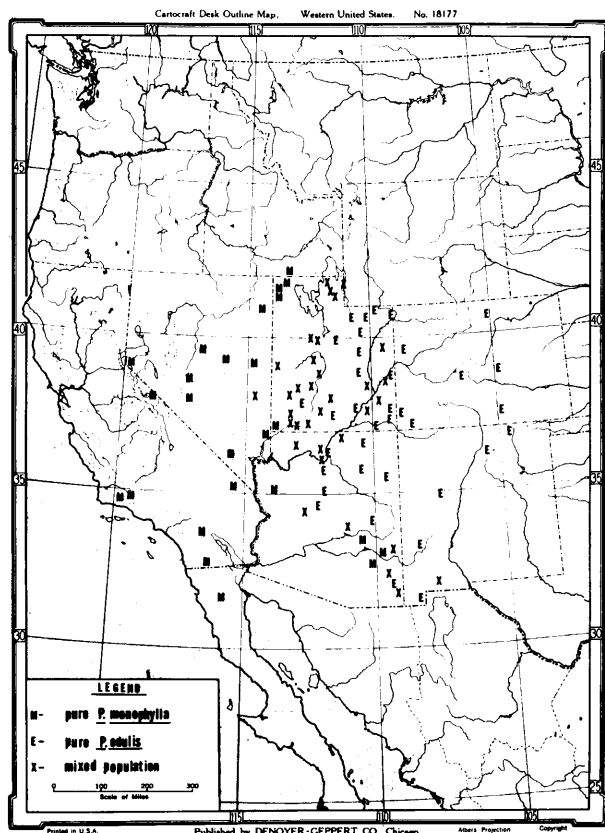 Cartocraft Desk Outline Map, Western United States. No. 18177
120 115 110 105
45 45
40 40
35 35
30 30
25
LEGEND
M- pure P. monophylla
E- pure P. edulis
X- mixed population
0 100 200 300
Scale of Miles
115 110 105
Printed in U.S.A. Published by DENOYER-GEPPERT CO. Chicago Albers Projection Copyright